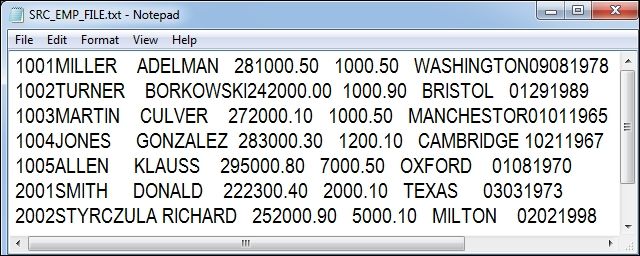 SRC_EMP_FILE.txt - Notepad
File Edit Format View Help
1001MILLER    ADELMAN   281000.50   1000.50   WASHINGTON09081978
1002TURNER    BORKOWSKI242000.00  1000.90   BRISTOL   01291989
1003MARTIN    CULVER   272000.10   1000.50   MANCHESTOR01011965
1004JONES     GONZALEZ  283000.30   1200.10   CAMBRIDGE 10211967
1005ALLEN     KLAUSS    295000.80   7000.50   OXFORD    01081970
2001SMITH     DONALD    222300.40   2000.10   TEXAS     03031973
2002STYRCZULA RICHARD   252000.90   5000.10   MILTON    02021998